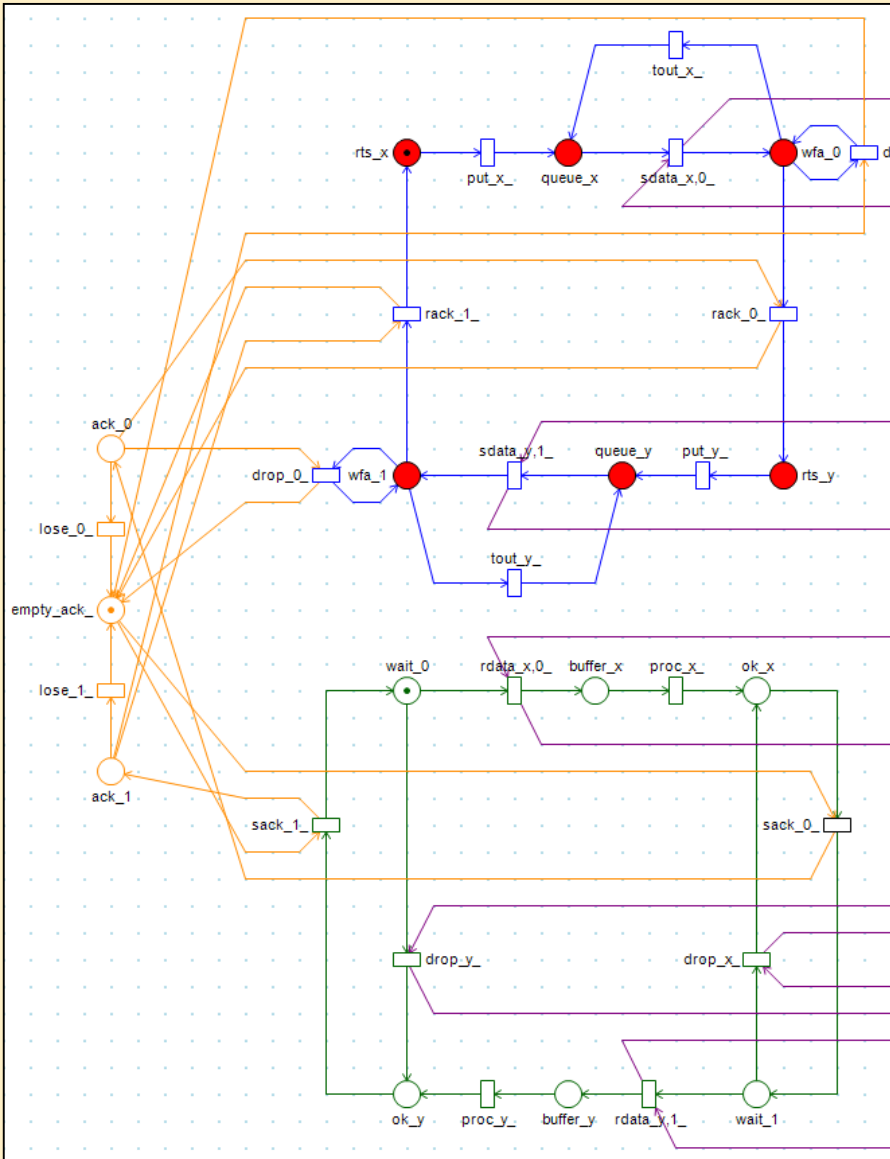 tout_x_
rts_x
put_x_
queue_x
sdata_x,0_
wfa_0
d
rack_1_
rack_0_
ack_0
drop_0_
wfa_1
sdata_y,1_
queue_y
put_y_
rts_y
lose_0_
tout_y_
empty_ack_
wait_0
rdata_x,0_
buffer_x
proc_x_
ok_x
lose_1_
ack_1
sack_1_
sack_0_
drop_y_
drop_x_
ok_y
proc_y_
buffer_y
rdata_y,1_
wait_1